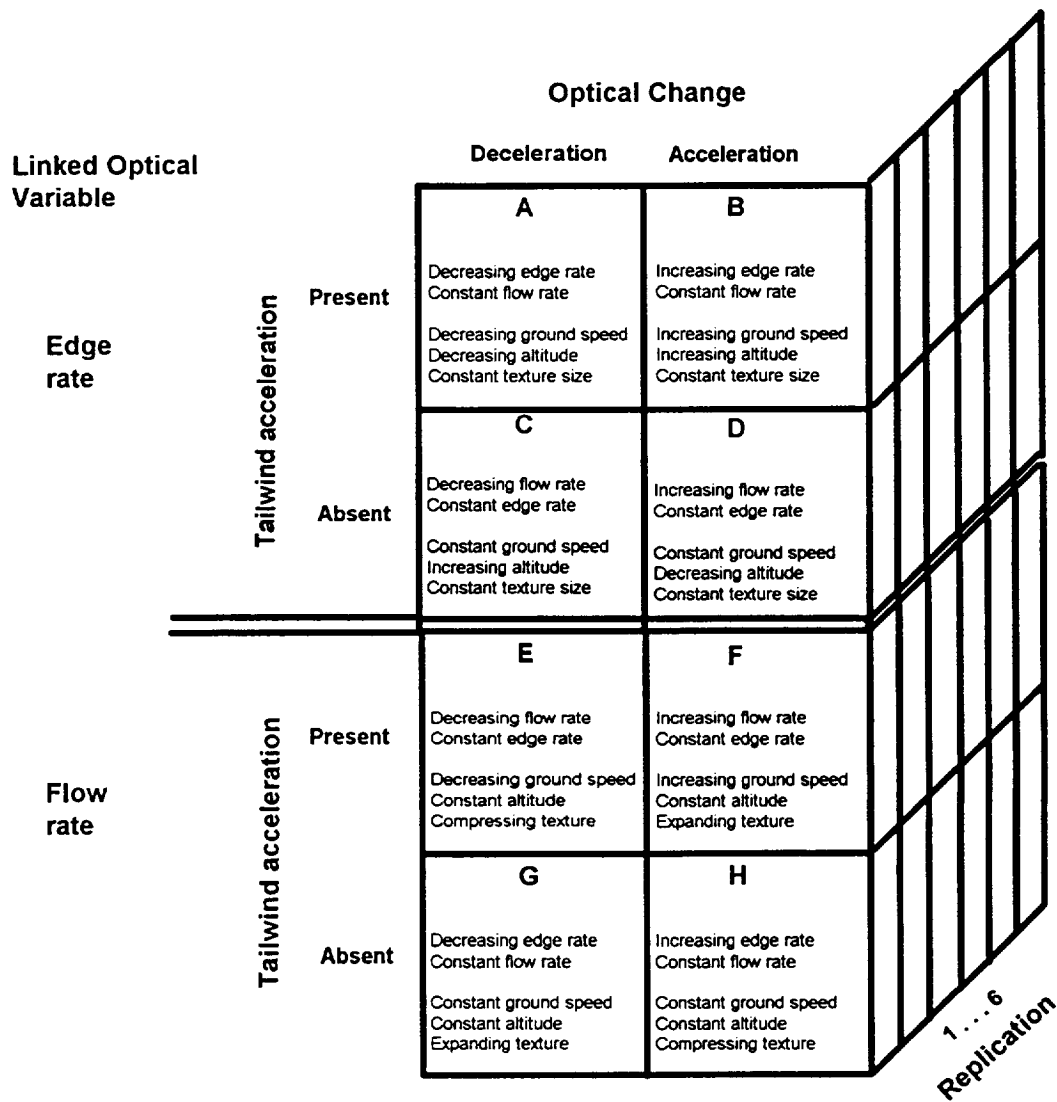 Optical Change
Deceleration
Acceleration
Linked Optical
Variable
Edge
rate
Tailwind acceleration
Present
A
Decreasing edge rate
Constant flow rate
Decreasing ground speed
Decreasing altitude
Constant texture size
B
Increasing edge rate
Constant flow rate
Increasing ground speed
Increasing altitude
Constant texture size
Absent
C
Decreasing flow rate
Constant edge rate
Constant ground speed
Increasing altitude
Constant texture size
D
Increasing flow rate
Constant edge rate
Constant ground speed
Decreasing altitude
Constant texture size
Flow
rate
Tailwind acceleration
Present
E
Decreasing flow rate
Constant edge rate
Decreasing ground speed
Constant altitude
Compressing texture
F
Increasing flow rate
Constant edge rate
Increasing ground speed
Constant altitude
Expanding texture
Absent
G
Decreasing edge rate
Constant flow rate
Constant ground speed
Constant altitude
Expanding texture
H
Increasing edge rate
Constant flow rate
Constant ground speed
Constant altitude
Compressing texture
1 . . . 6
Replication